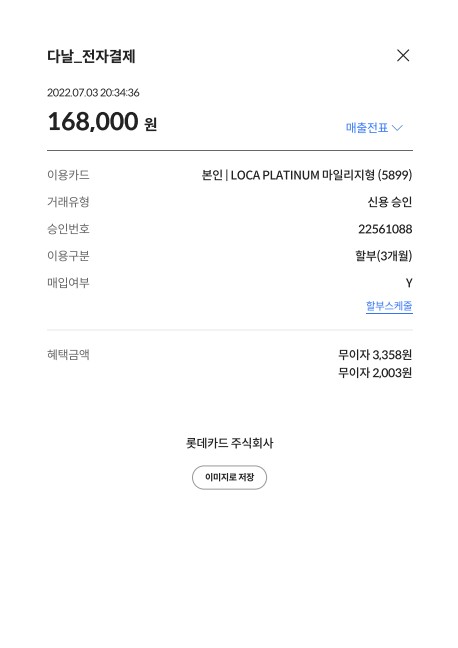 다날_전자결제
2022.07.03 20:34:36
168,000 원 매출전표
이용카드 본인 | LOCA PLATINUM 마일리지형 (5899)
거래유형 신용 승인
승인번호 22561088
이용구분 할부(3개월)
매입여부 Y
할부스케줄
혜택금액 무이자 3,358원
무이자 2,003원
롯데카드 주식회사
이미지로 저장